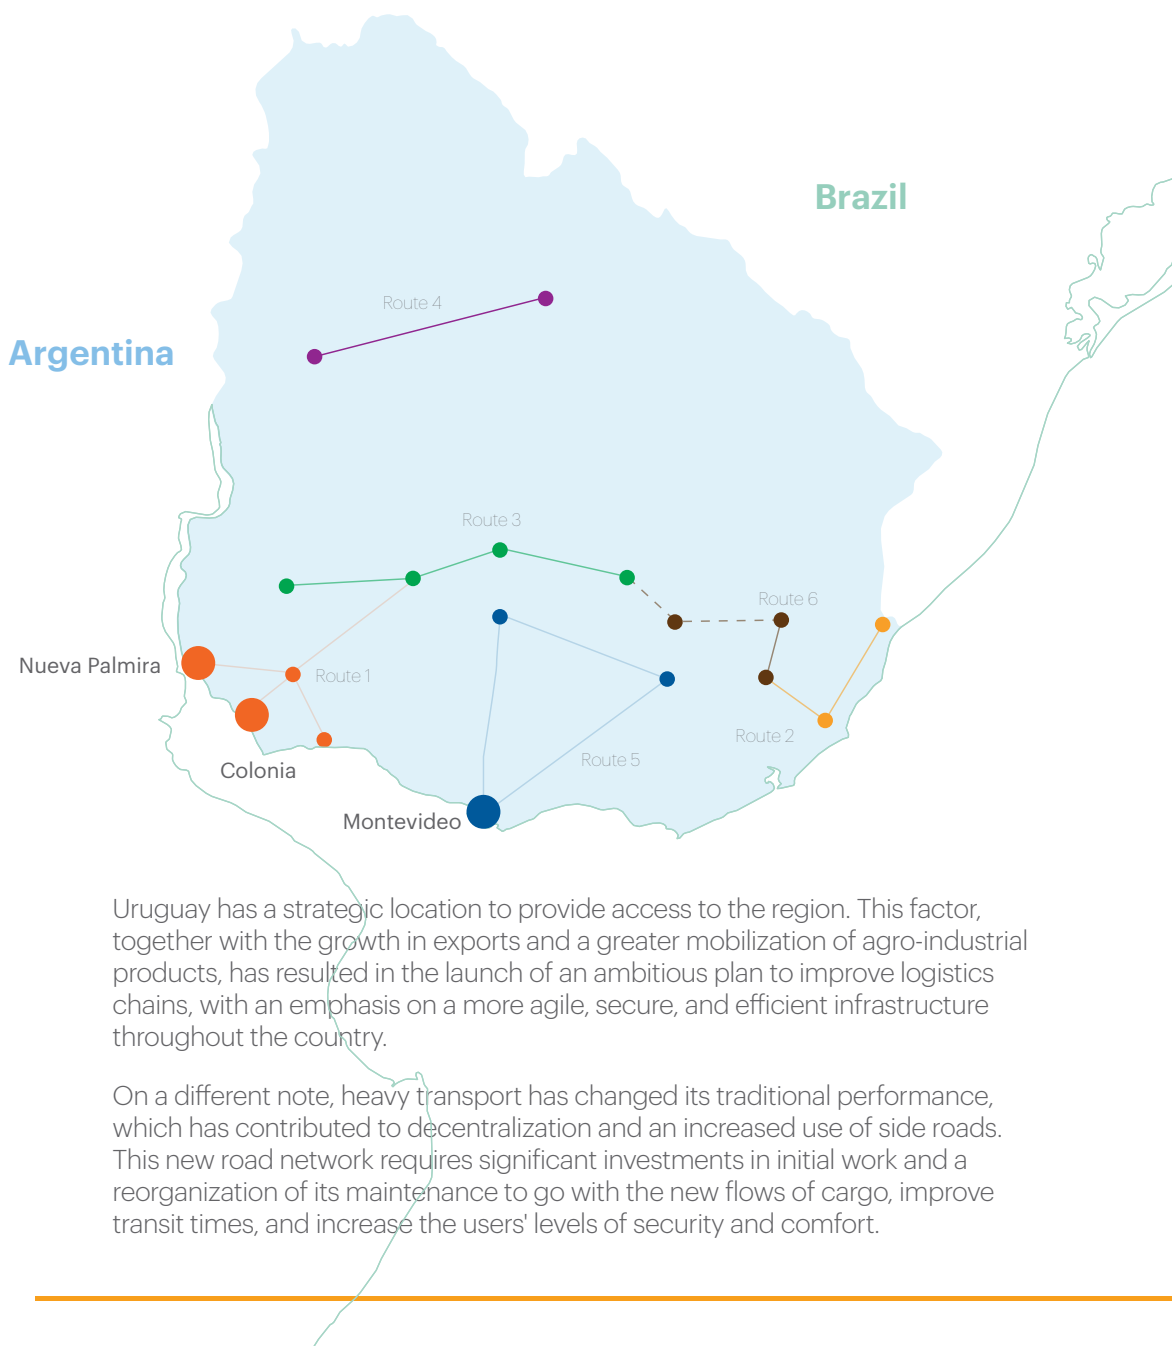 Brazil
Route 4
Argentina
Route 3
Route 6
Nueva Palmira
Route 1
Route 2
Route 5
Colonia
Montevideo
Uruguay has a strategic location to provide access to the region. This factor,
together with the growth in exports and a greater mobilization of agro-industrial
products, has resulted in the launch of an ambitious plan to improve logistics
chains, with an emphasis on a more agile, secure, and efficient infrastructure
throughout the country.
On a different note, heavy transport has changed its traditional performance,
which has contributed to decentralization and an increased use of side roads.
This new road network requires significant investments in initial work and a
reorganization of its maintenance to go with the new flows of cargo, improve
transit times, and increase the users' levels of security and comfort.